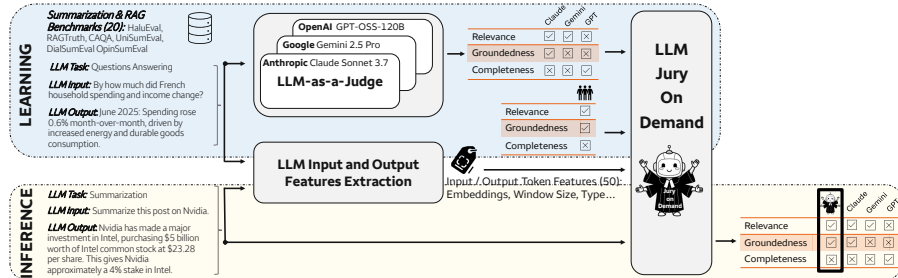 LEARNING
Summarization & RAG
Benchmarks (20): HaluEval,
RAGTruth, CAQA, UniSumEval,
DialSumEval OpinSumEval
LLM Task: Questions Answering
LLM Input: By how much did French
household spending and income change?
LLM Output: June 2025: Spending rose
0.6% month-over-month, driven by
increased energy and durable goods
consumption.
OpenAI GPT-OSS-120B
Google Gemini 2.5 Pro
Anthropic Claude Sonnet 3.7
LLM-as-a-Judge
Claude
Gemini
GPT
Relevance
Groundedness
Completeness
Relevance
Groundedness
Completeness
LLM Input and Output
Features Extraction
Input / Output Token Features (50):
Embeddings, Window Size, Type...
LLM
Jury
On
Demand
Jury
on
Demand
INFERENCE
LLM Task: Summarization
LLM Input: Summarize this post on Nvidia.
LLM Output: Nvidia has made a major
investment in Intel, purchasing $5 billion
worth of Intel common stock at $23.28
per share. This gives Nvidia
approximately a 4% stake in Intel.
Claude
Gemini
GPT
Relevance
Groundedness
Completeness